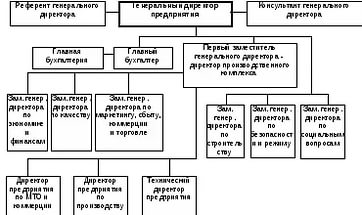 Референт генерального
директора
Генеральный директор
предприятия
Консультант генерального
директора
Главная
бухгалтерия
Главный
бухгалтер
Первый заместитель
генерального директора -
директор производственного
комплекса
Зам. генер.
директора
по
экономике
и
финансам
Зам. генер.
директора
по качеству
Зам. генер.
директора по
маркетингу, сбыту,
коммерции
и торговле
Зам.
генер.
директора
по
строитель
ству
Зам.
генер.
директора
по
безопасност
и и режиму
Зам.
генер.
директора по
социальным
вопросам
Директор
предприятия
по МТО и
коммерции
Директор
предприятия
по
производству
Технический
директор
предприятия